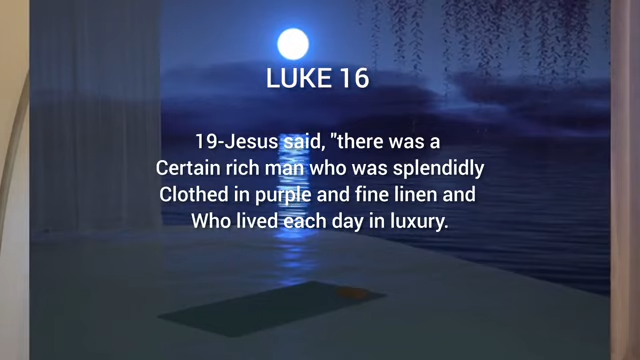 LUKE 16
19-Jesus said, "there was a
Certain rich man who was splendidly
Clothed in purple and fine linen and
Who lived each day in luxury.